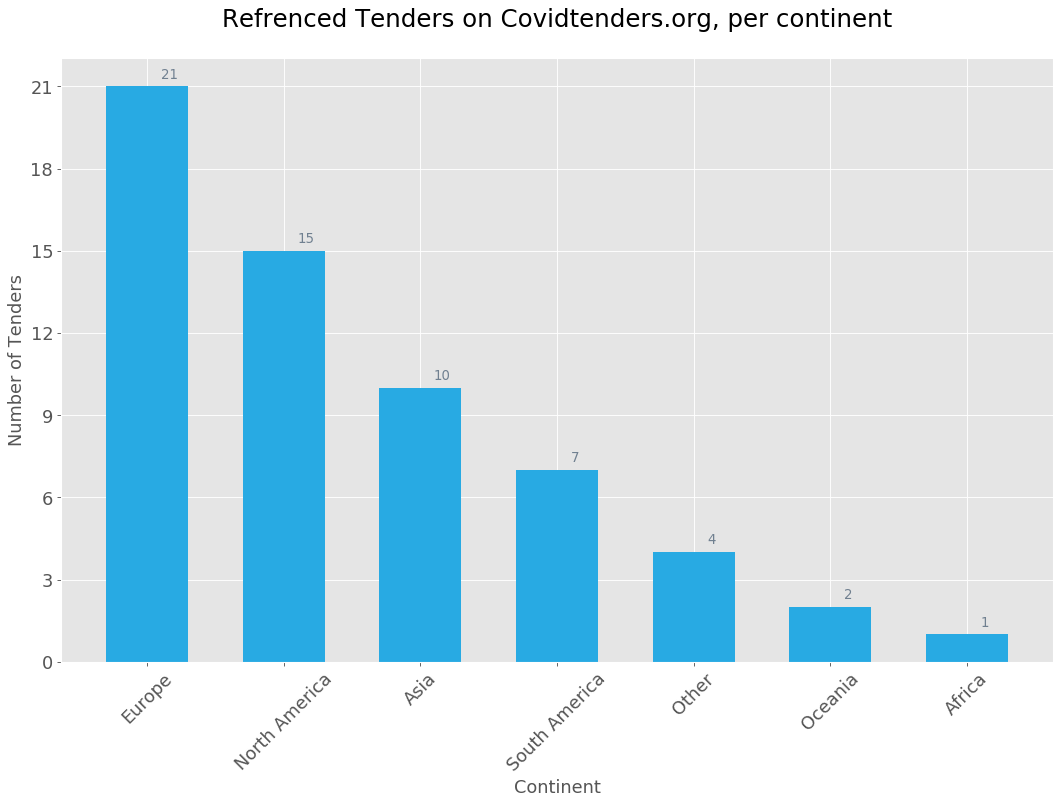 Refrenced Tenders on Covidtenders.org, per continent
21
21
18
15
15
12
10
9
7
6
4
3
2
1
0
Number of Tenders
Europe
North America
Asia
South America
Other
Oceania
Africa
Continent